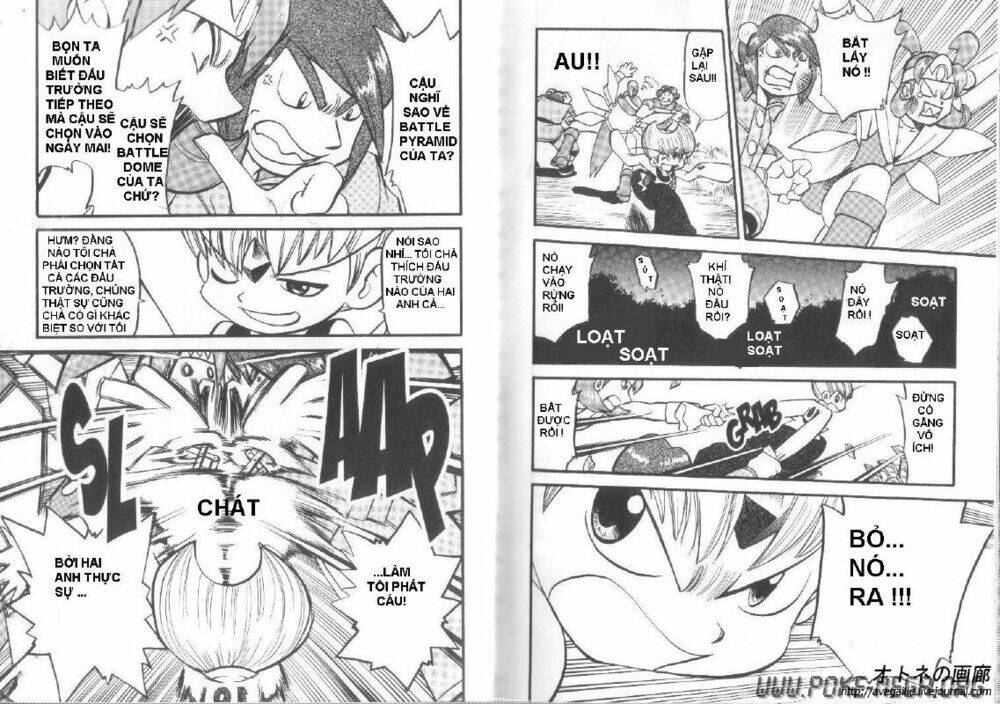 BẮT
LẤY
NÓ !!
GẶP
LẠI
SAU!!
AU!!
SOẠT
SOẠT
NÓ
ĐÂY
RỒI !
SOẠT
LOẠT
SOẠT
KHỈ
THẬT!
NÓ
ĐÂU
RỒI?
SỘT
LOẠT
SOẠT
NÓ
CHẠY
VÀO
RỪNG
RỒI!
ĐỪNG
CÓ
GẮNG
VÔ
ÍCH!
GRAB
BẮT
ĐƯỢC
RỒI !
BỎ...
NÓ...
RA !!!
CẬU
NGHĨ
SAO VỀ
BATTLE
PYRAMID
CỦA TA?
BỌN TA
MUỐN
BIẾT ĐẤU
TRƯỜNG
TIẾP THEO
MÀ CẬU SẼ
CHỌN VÀO
NGÀY MAI!
CẬU SẼ
CHỌN
BATTLE
DOME
CỦA TA
CHỨ?
NÓI SAO
NHỈ... TÔI CHẢ
THÍCH ĐẤU
TRƯỜNG
NÀO CỦA HAI
ANH CẢ...
HƯM? ĐẰNG
NÀO TÔI CHẢ
PHẢI CHỌN TẤT
CẢ CÁC ĐẤU
TRƯỜNG, CHÚNG
THẬT SỰ CŨNG
CHẢ CÓ GÌ KHÁC
BIỆT SO VỚI TÔI
SLAAAP
CHÁT
BỞI HAI
ANH THỰC
SỰ ...
...LÀM
TÔI PHÁT
CÁU!
オトネの画廊
http://avegaille.livejournal.com